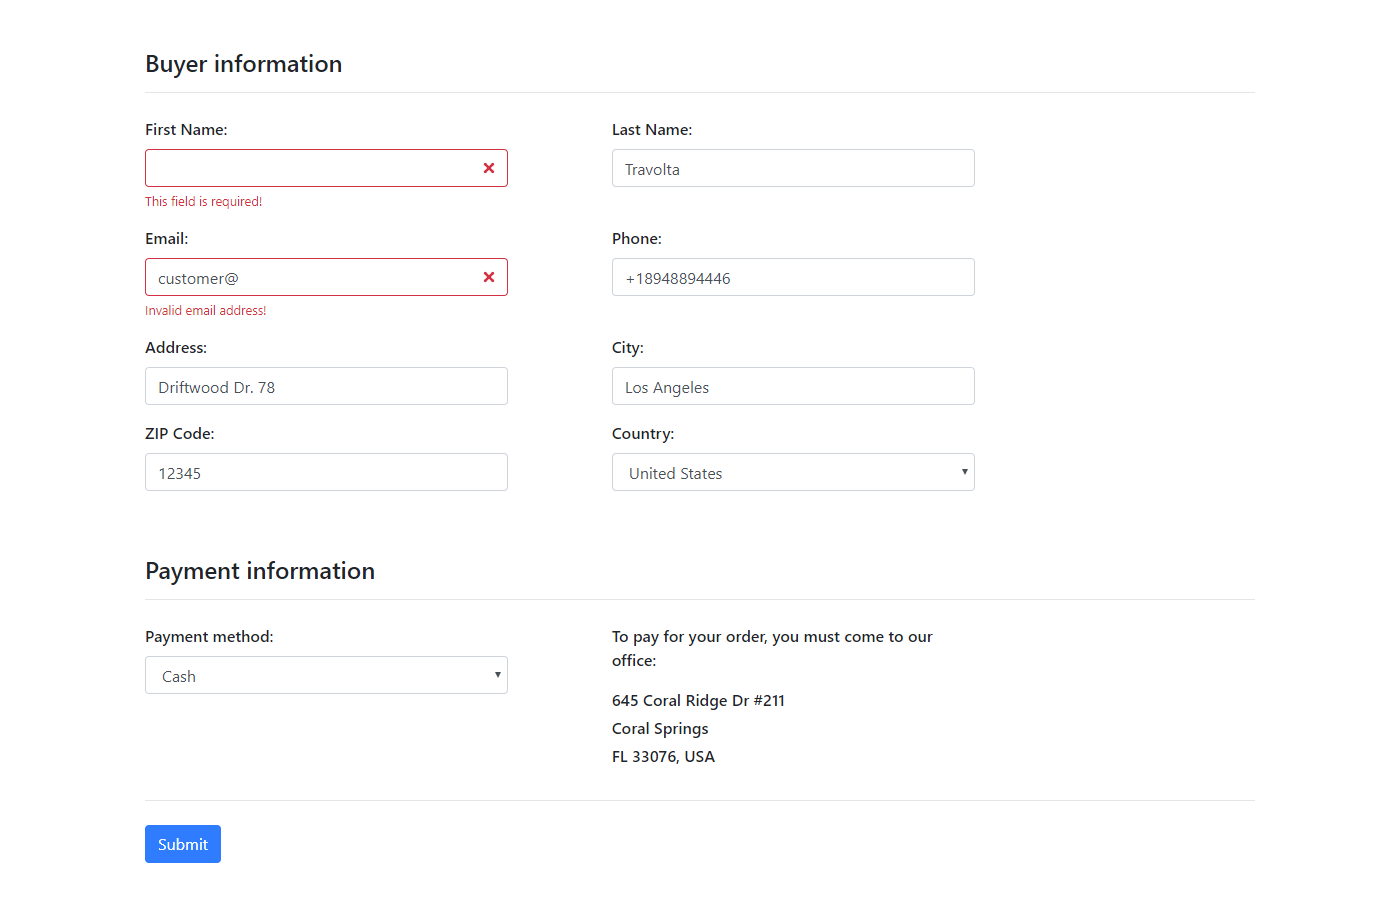 Buyer information
First Name:
Last Name:
Travolta
This field is required!
Email:
Phone:
customer@
+18948894446
Invalid email address!
Address:
City:
Driftwood Dr. 78
Los Angeles
ZIP Code:
Country:
12345
United States
Payment information
Payment method:
Cash
To pay for your order, you must come to our
office:
645 Coral Ridge Dr #211
Coral Springs
FL 33076, USA
Submit